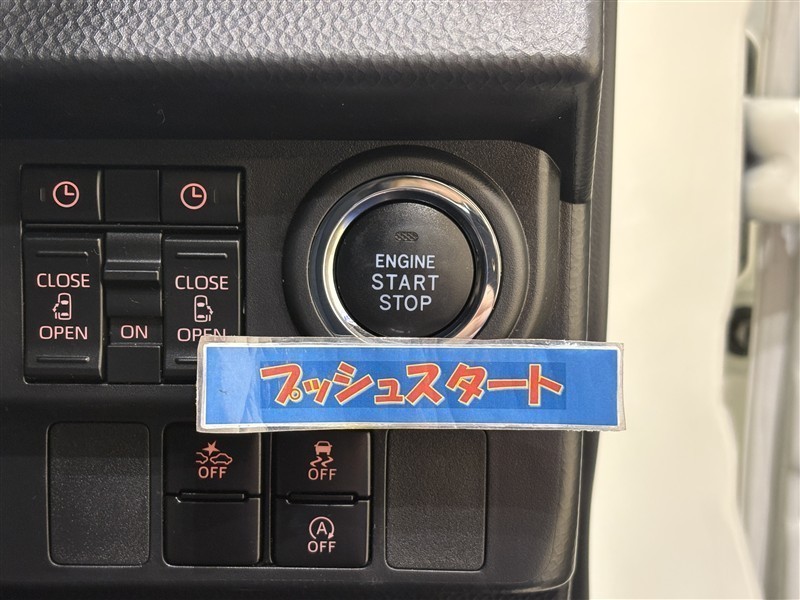 ENGINE
START
STOP
CLOSE
OPEN
ON
CLOSE
OPEN
プッシュスタート
OFF
OFF
A
OFF